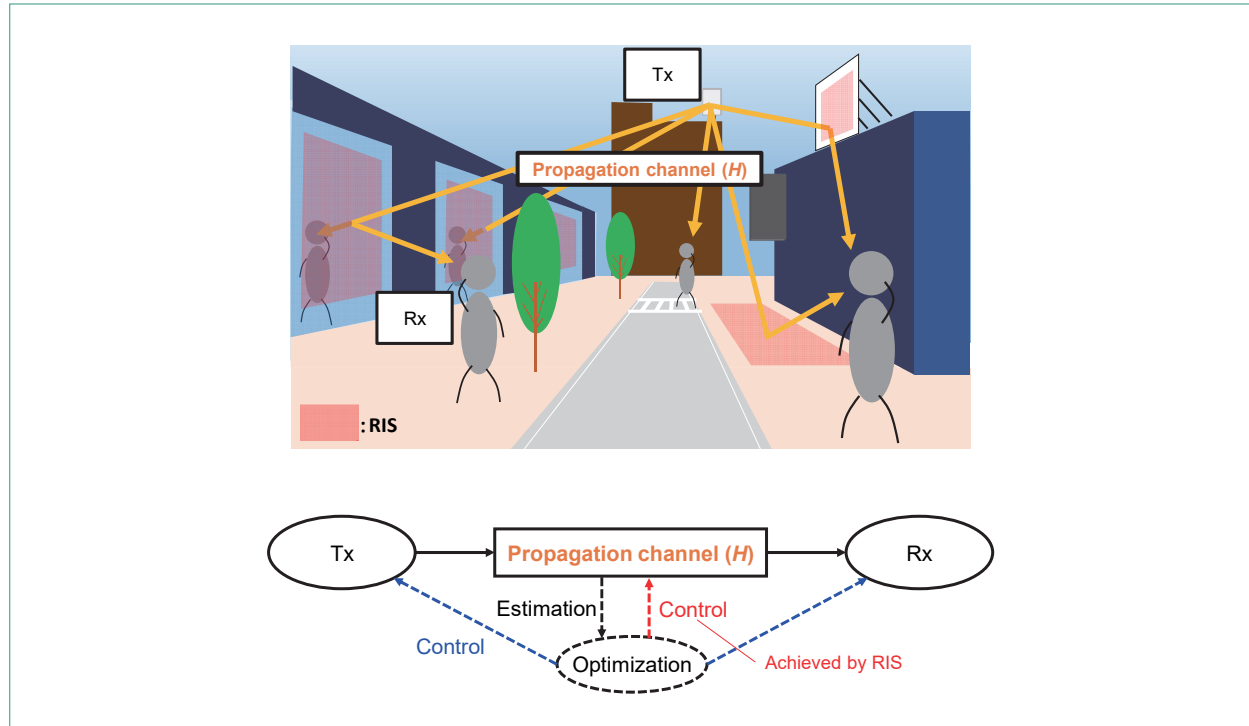 Tx
Propagation channel (H)
Rx
: RIS
Tx
Propagation channel (H)
Rx
Estimation
Control
Control
Optimization
Achieved by RIS